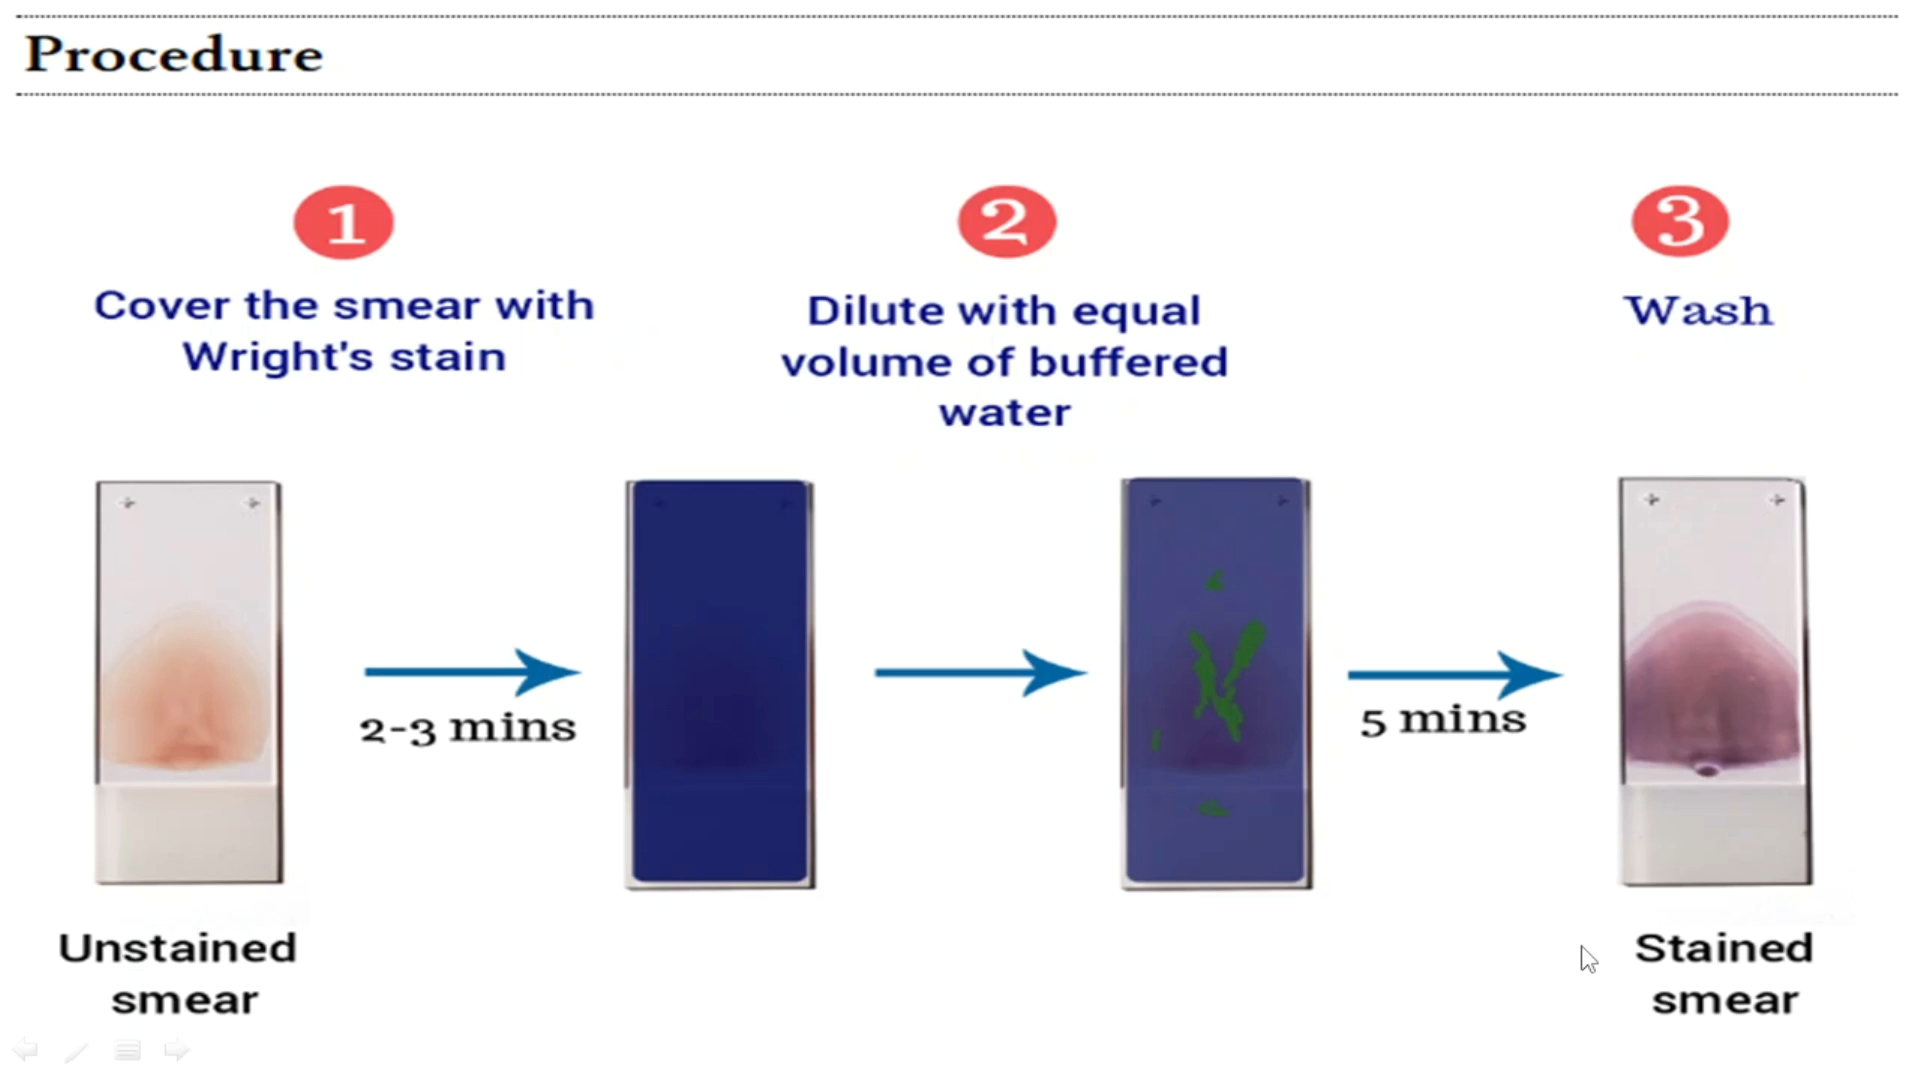 Procedure
1
Cover the smear with
Wright's stain
2
Dilute with equal
volume of buffered
water
3
Wash
2-3 mins
5 mins
Unstained
smear
Stained
smear